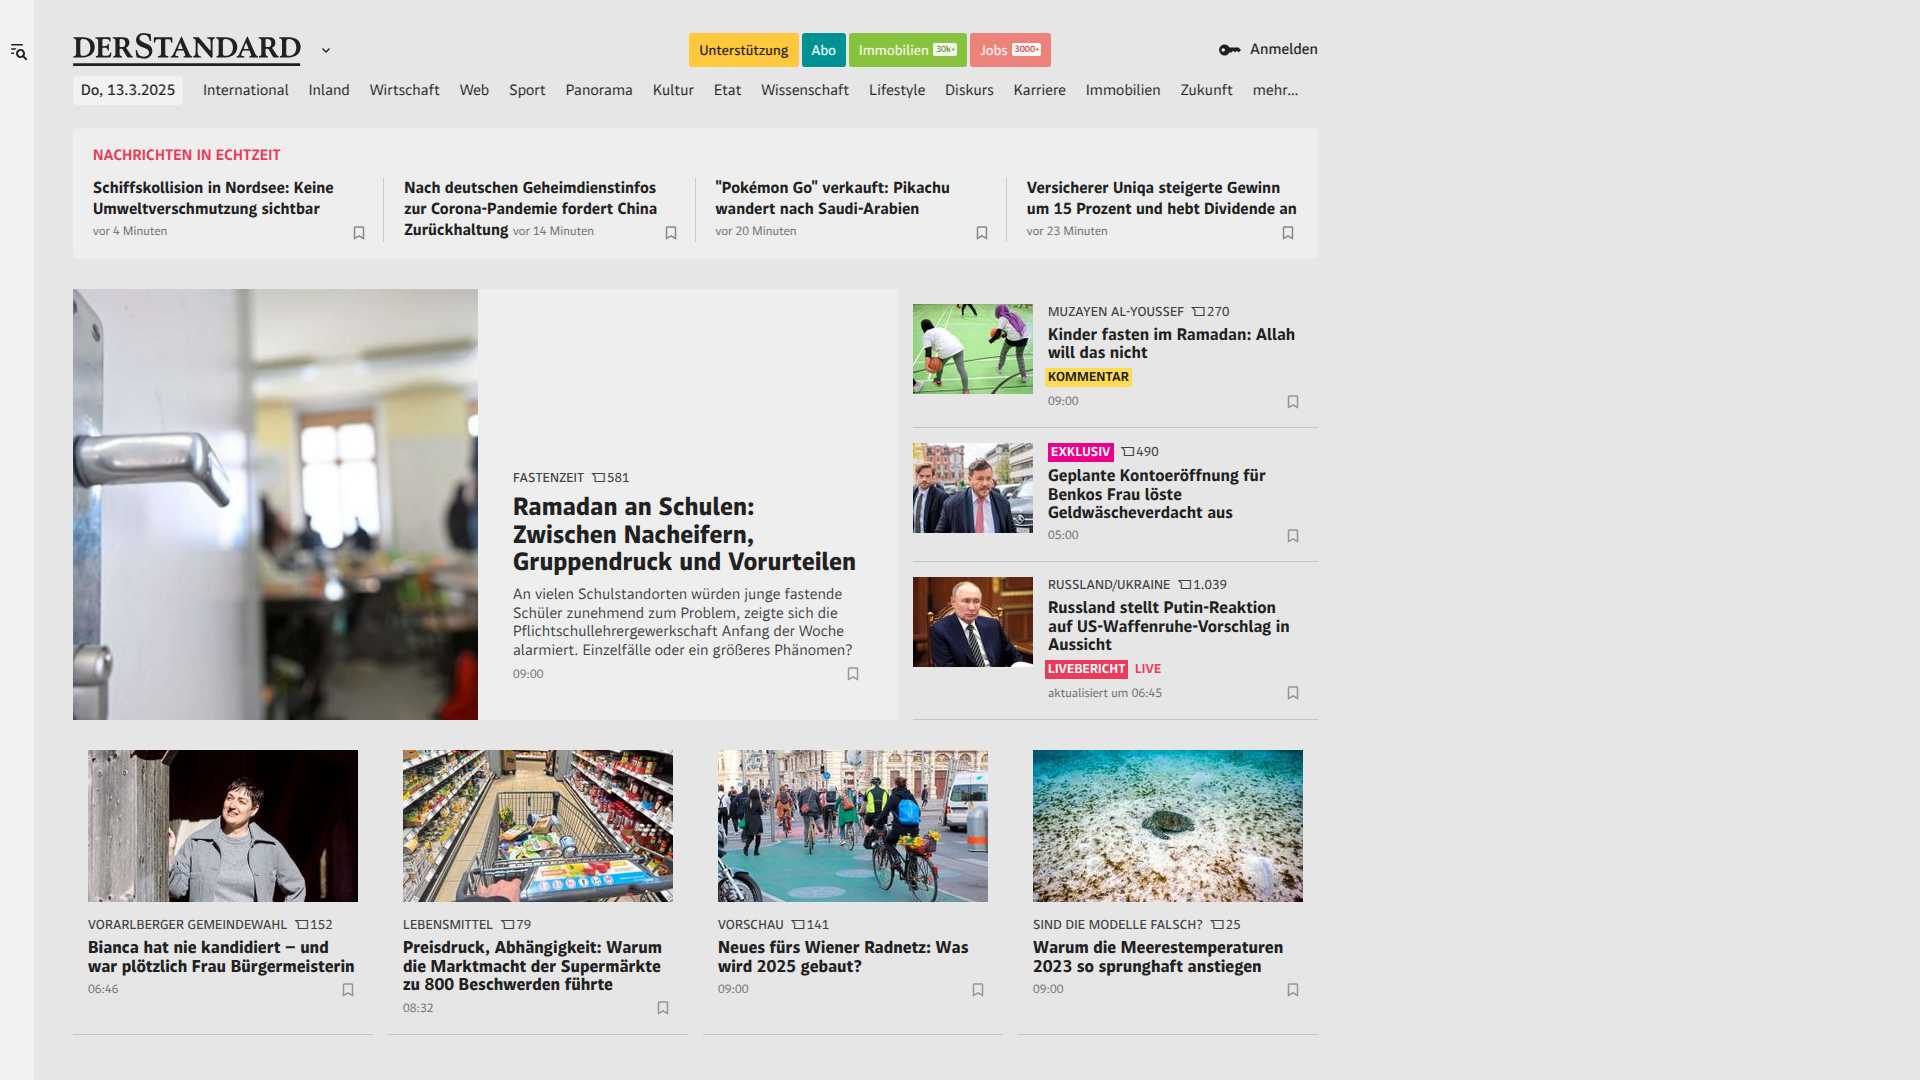 DERSTANDARD
Unterstützung
Abo
Immobilien 30k+
Jobs 3000+
Anmelden
Do, 13.3.2025
International
Inland
Wirtschaft
Web
Sport
Panorama
Kultur
Etat
Wissenschaft
Lifestyle
Diskurs
Karriere
Immobilien
Zukunft
mehr...
NACHRICHTEN IN ECHTZEIT
Schiffskollision in Nordsee: Keine
Umweltverschmutzung sichtbar
vor 4 Minuten
Nach deutschen Geheimdienstinfos
zur Corona-Pandemie fordert China
Zurückhaltung vor 14 Minuten
"Pokémon Go" verkauft: Pikachu
wandert nach Saudi-Arabien
vor 20 Minuten
Versicherer Uniqa steigerte Gewinn
um 15 Prozent und hebt Dividende an
vor 23 Minuten
FASTENZEIT 581
Ramadan an Schulen:
Zwischen Nacheifern,
Gruppendruck und Vorurteilen
An vielen Schulstandorten würden junge fastende
Schüler zunehmend zum Problem, zeigte sich die
Pflichtschullehrergewerkschaft Anfang der Woche
alarmiert. Einzelfälle oder ein größeres Phänomen?
09:00
MUZAYEN AL-YOUSSEF 270
Kinder fasten im Ramadan: Allah
will das nicht
KOMMENTAR
09:00
EXKLUSIV 490
Geplante Kontoeröffnung für
Benkos Frau löste
Geldwäscheverdacht aus
05:00
RUSSLAND/UKRAINE 1.039
Russland stellt Putin-Reaktion
auf US-Waffenruhe-Vorschlag in
Aussicht
LIVEBERICHT LIVE
aktualisiert um 06:45
VORARLBERGER GEMEINDEWAHL 152
Bianca hat nie kandidiert – und
war plötzlich Frau Bürgermeisterin
06:46
LEBENSMITTEL 79
Preisdruck, Abhängigkeit: Warum
die Marktmacht der Supermärkte
zu 800 Beschwerden führte
08:32
VORSCHAU 141
Neues fürs Wiener Radnetz: Was
wird 2025 gebaut?
09:00
SIND DIE MODELLE FALSCH? 25
Warum die Meerestemperaturen
2023 so sprunghaft anstiegen
09:00